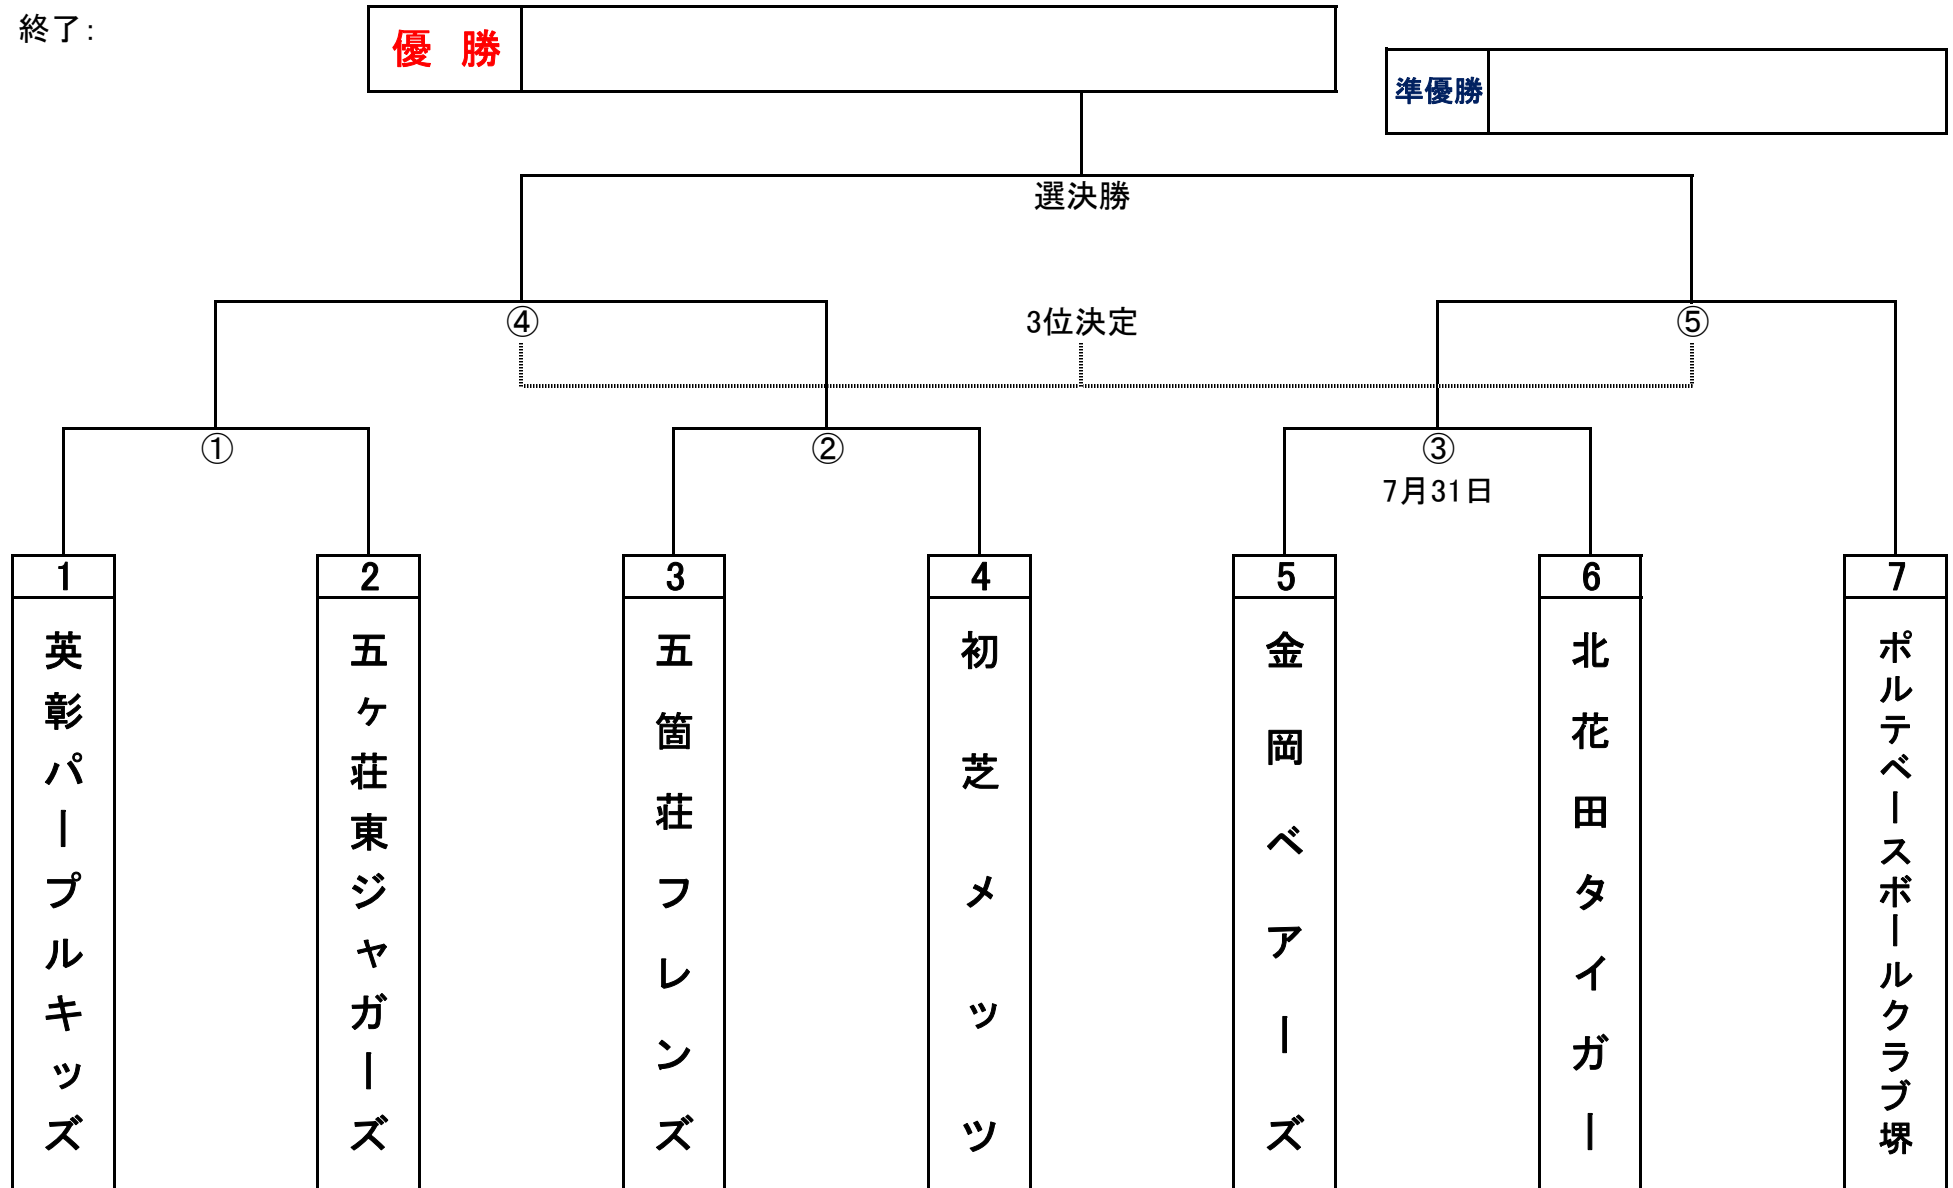 終了:
優 勝
準優勝
選決勝
④
3位決定
⑤
①
②
③
7月31日
1
2
3
4
5
6
7
英彰パープルキッズ
五ヶ荘東ジャガーズ
五箇荘フレンズ
初芝メッツ
金岡ベアーズ
北花田タイガー
ポルテベースボールクラブ堺